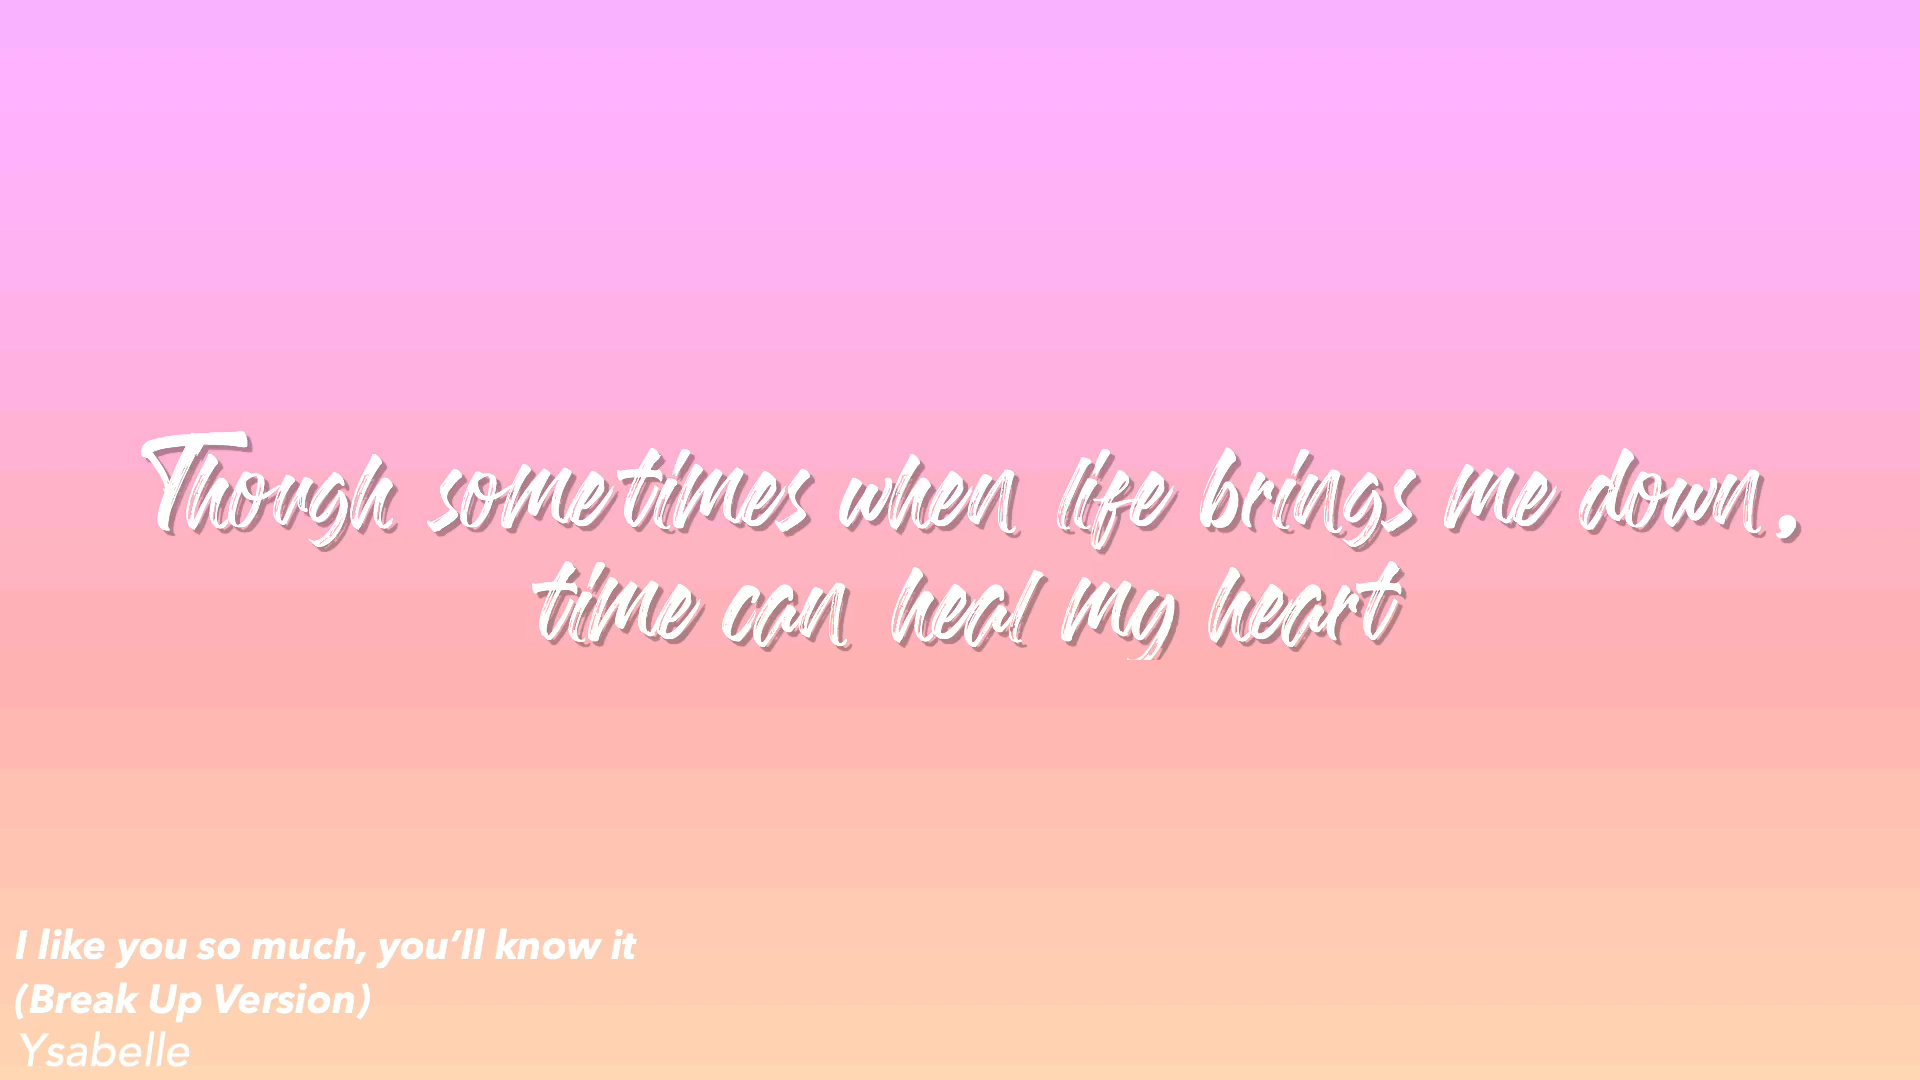 Though sometimes when life brings me down,
time can heal my heart
I like you so much, you’ll know it
(Break Up Version)
Ysabelle